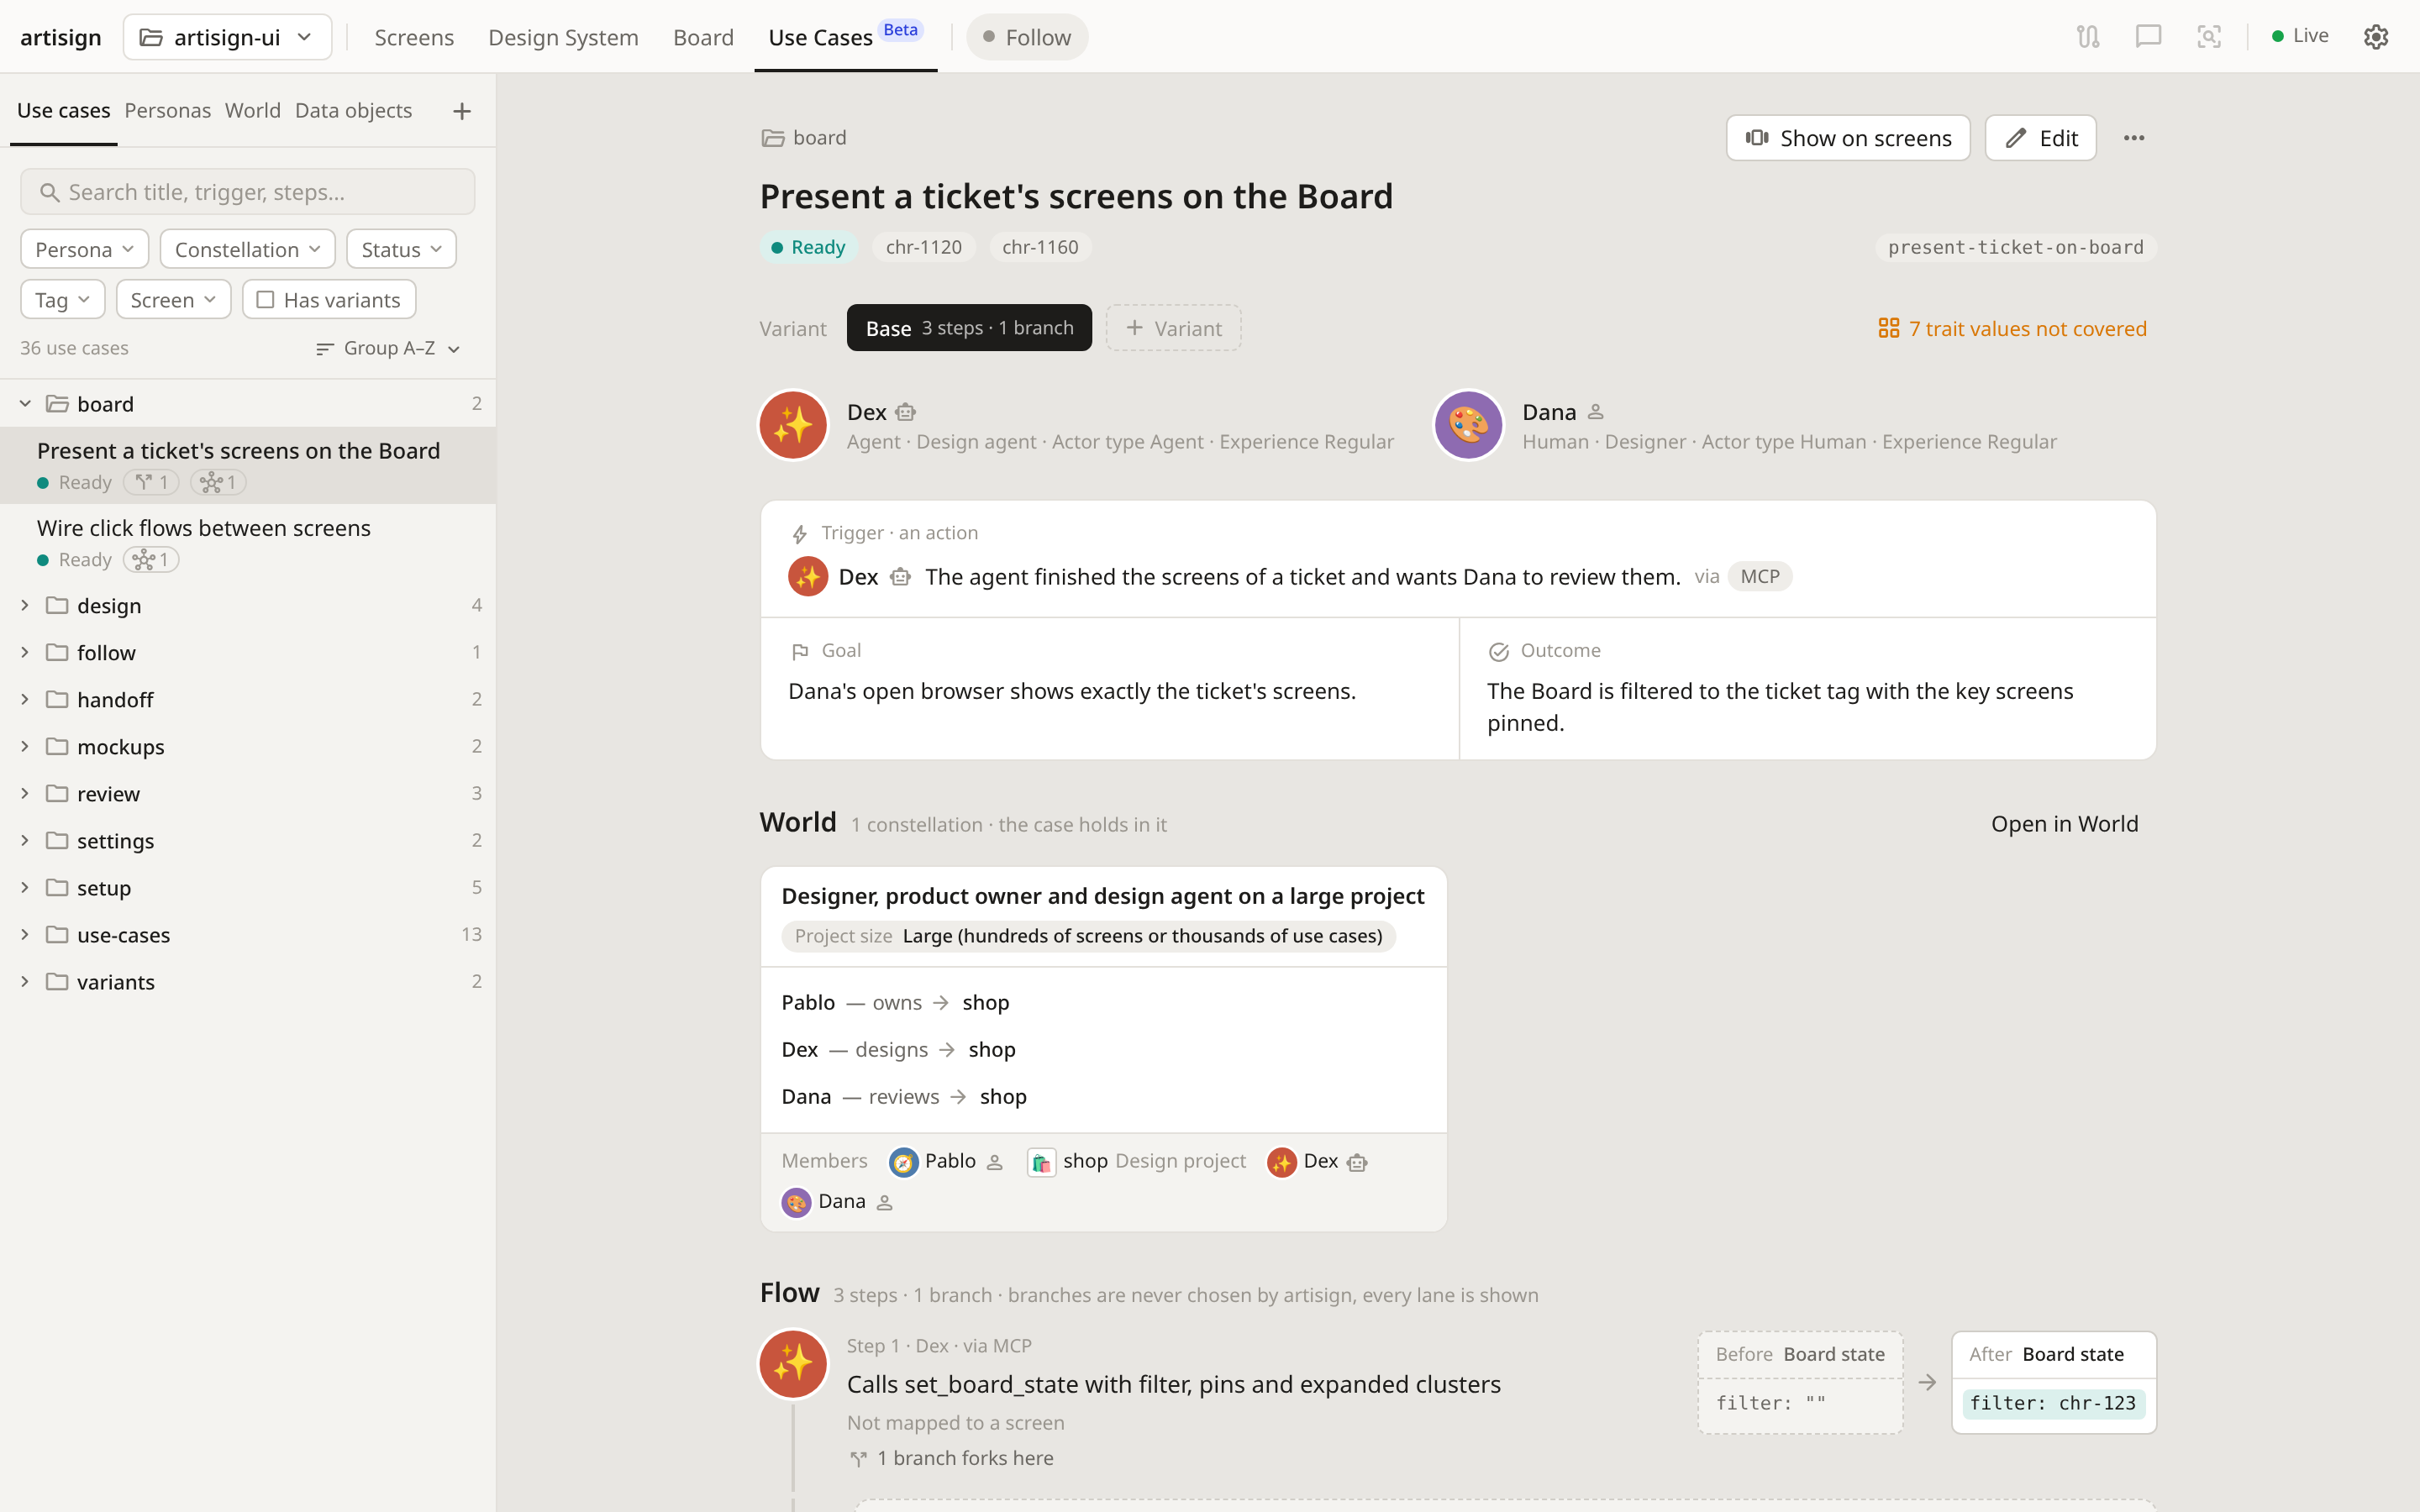 artisign artisign-ui Screens Design System Board Use Cases Beta Follow Live
Use cases Personas World Data objects
Search title, trigger, steps...
Persona Constellation Status
Tag Screen Has variants
36 use cases Group A–Z
board 2
Present a ticket's screens on the Board
Ready 1 1
Wire click flows between screens
Ready 1
design 4
follow 1
handoff 2
mockups 2
review 3
settings 2
setup 5
use-cases 13
variants 2
board Show on screens Edit
Present a ticket's screens on the Board
Ready chr-1120 chr-1160 present-ticket-on-board
Variant Base 3 steps · 1 branch + Variant 7 trait values not covered
Dex
Agent · Design agent · Actor type Agent · Experience Regular
Dana
Human · Designer · Actor type Human · Experience Regular
Trigger · an action
Dex The agent finished the screens of a ticket and wants Dana to review them. via MCP
Goal
Dana's open browser shows exactly the ticket's screens.
Outcome
The Board is filtered to the ticket tag with the key screens
pinned.
World 1 constellation · the case holds in it Open in World
Designer, product owner and design agent on a large project
Project size Large (hundreds of screens or thousands of use cases)
Pablo — owns → shop
Dex — designs → shop
Dana — reviews → shop
Members Pablo shop Design project Dex
Dana
Flow 3 steps · 1 branch · branches are never chosen by artisign, every lane is shown
Step 1 · Dex · via MCP
Calls set_board_state with filter, pins and expanded clusters
Not mapped to a screen
1 branch forks here
Before Board state
filter: ""
→
After Board state
filter: chr-123